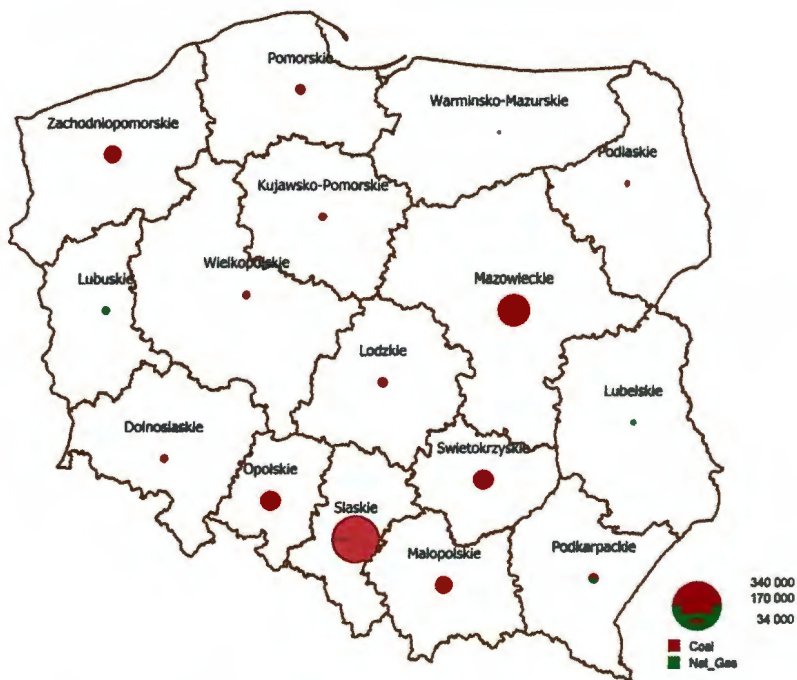 Pomorskie
Warminsko-Mazurskie
Zachodniopomorskie
Podlaskie
Kujawsko-Pomorskie
Wielkopolskie
Lubuskie
Mazowieckie
Lodzkie
Lubelskie
Dolnoslaskie
Swietokrzyskie
Opolskie
Slaskie
Malopolskie
Podkarpackie
340 000
170 000
34 000
Coal
Nat_Gas